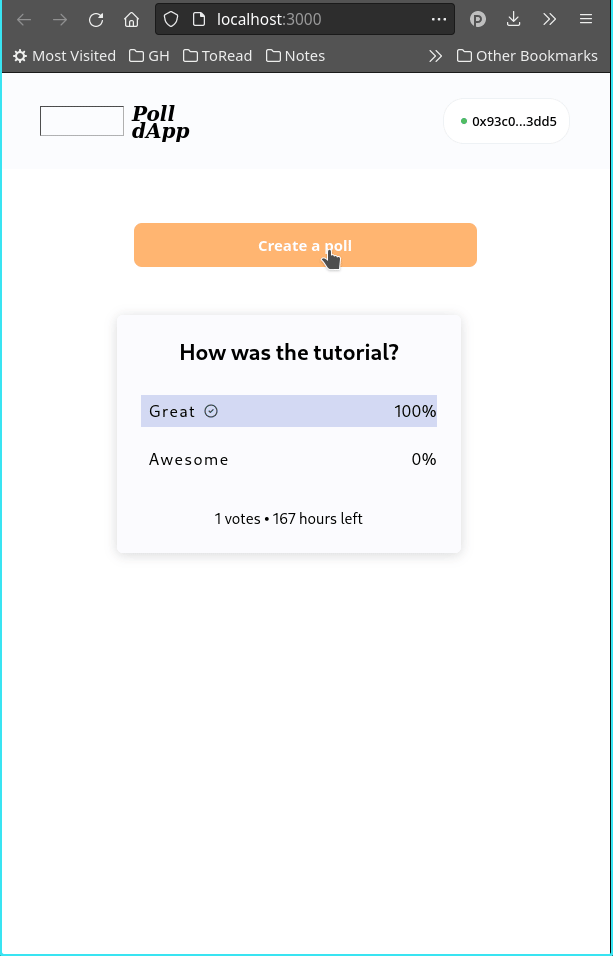 localhost:3000
Most Visited GH ToRead Notes Other Bookmarks
Poll
dApp
0x93c0...3dd5
Create a poll
How was the tutorial?
Great 100%
Awesome 0%
1 votes • 167 hours left